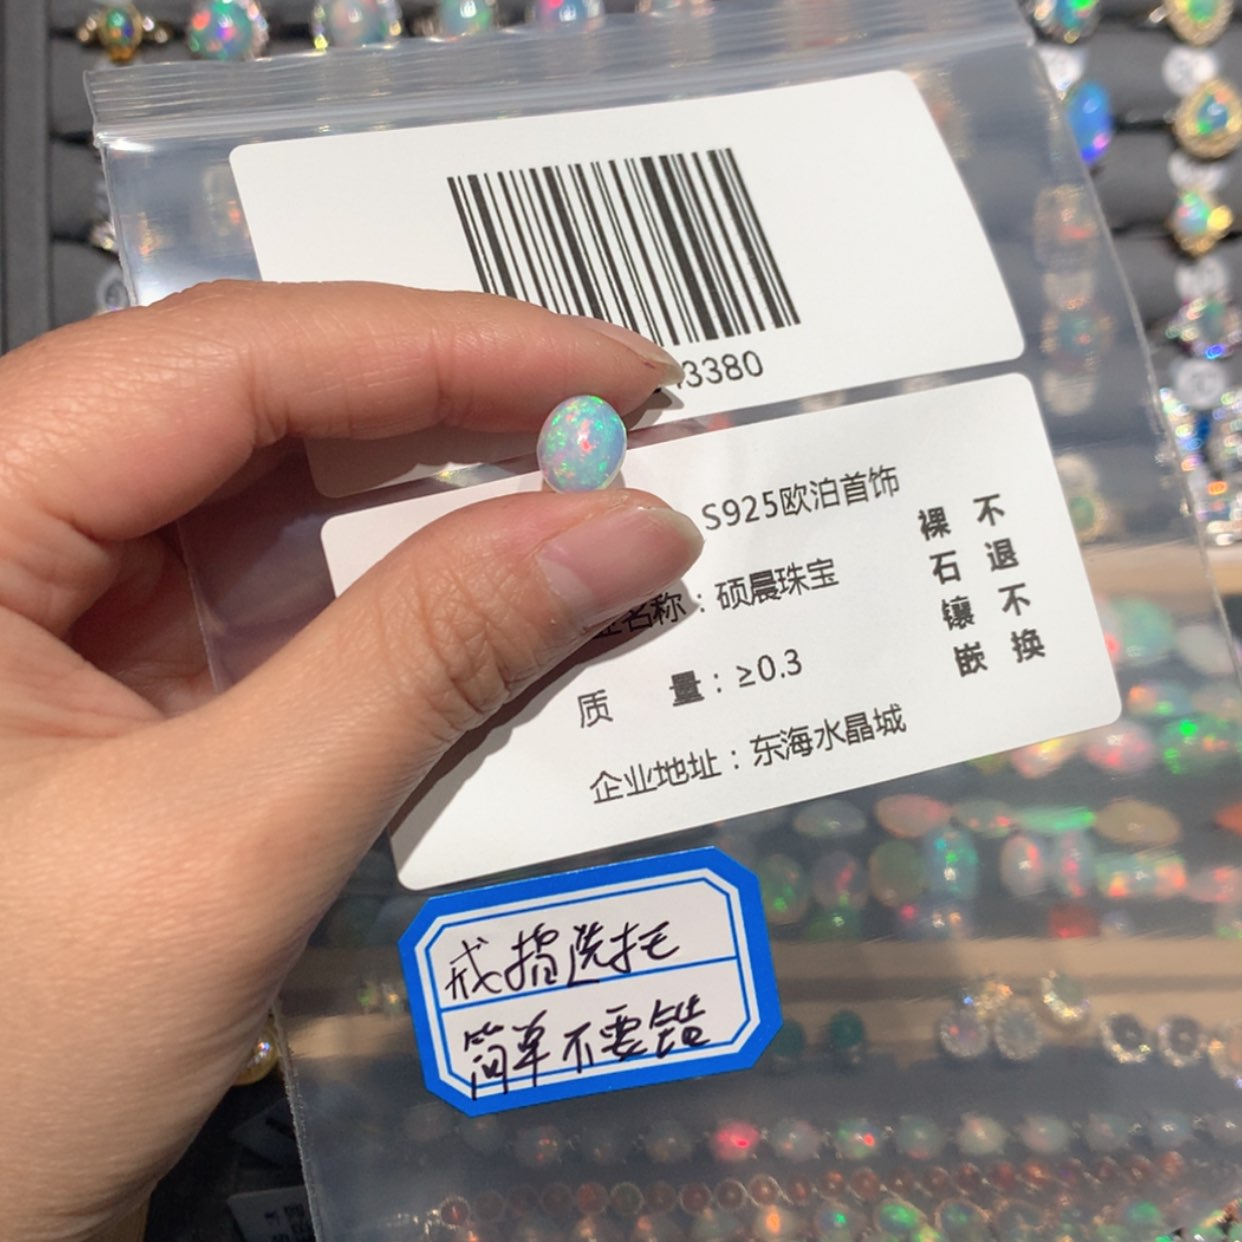 3380
S925欧泊首饰
业名称：硕晨珠宝
质 量：≥0.3
企业地址：东海水晶城
不退不换
裸石镶嵌
戒指选托
简单不要错